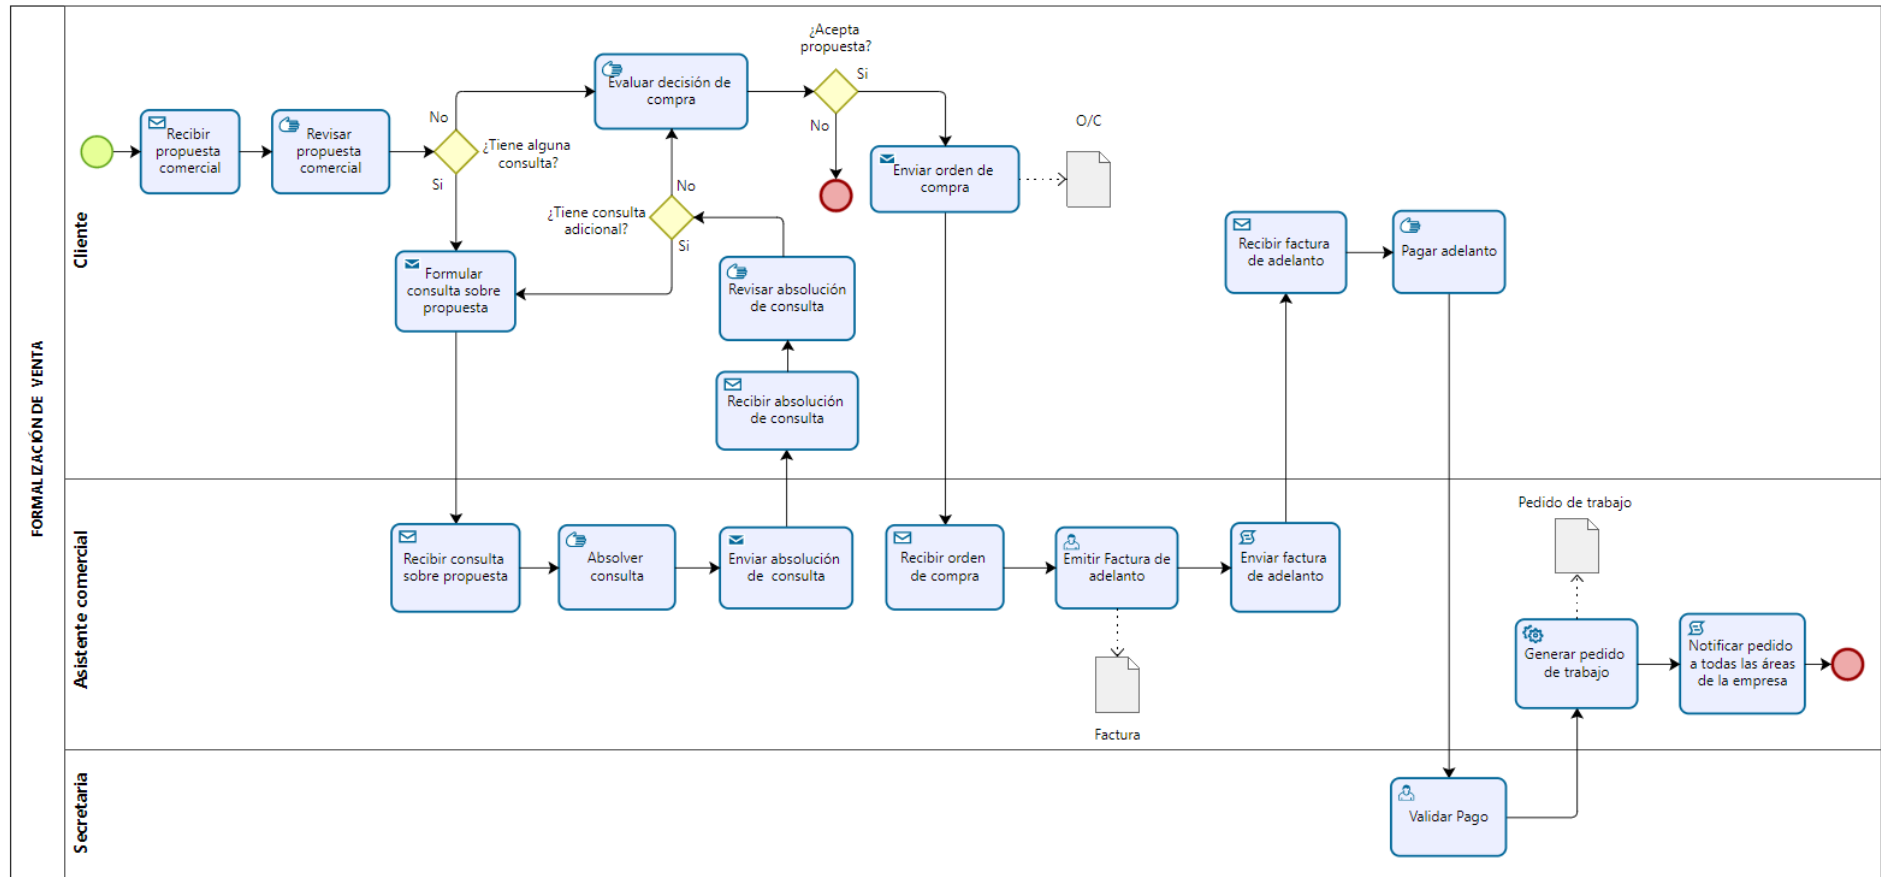 FORMALIZACIÓN DE VENTA
Cliente
Recibir
propuesta
comercial
Revisar
propuesta
comercial
No
¿Tiene alguna
consulta?
Si
Formular
consulta sobre
propuesta
Evaluar decisión de
compra
¿Tiene consulta
adicional?
No
Si
Revisar absolución
de consulta
Recibir absolución
de consulta
¿Acepta
propuesta?
Si
No
Enviar orden de
compra
O/C
Recibir factura
de adelanto
Pagar adelanto
Asistente comercial
Recibir consulta
sobre propuesta
Absolver
consulta
Enviar absolución
de consulta
Recibir orden
de compra
Emitir Factura de
adelanto
Factura
Enviar factura
de adelanto
Pedido de trabajo
Generar pedido
de trabajo
Notificar pedido
a todas las áreas
de la empresa
Secretaria
Validar Pago